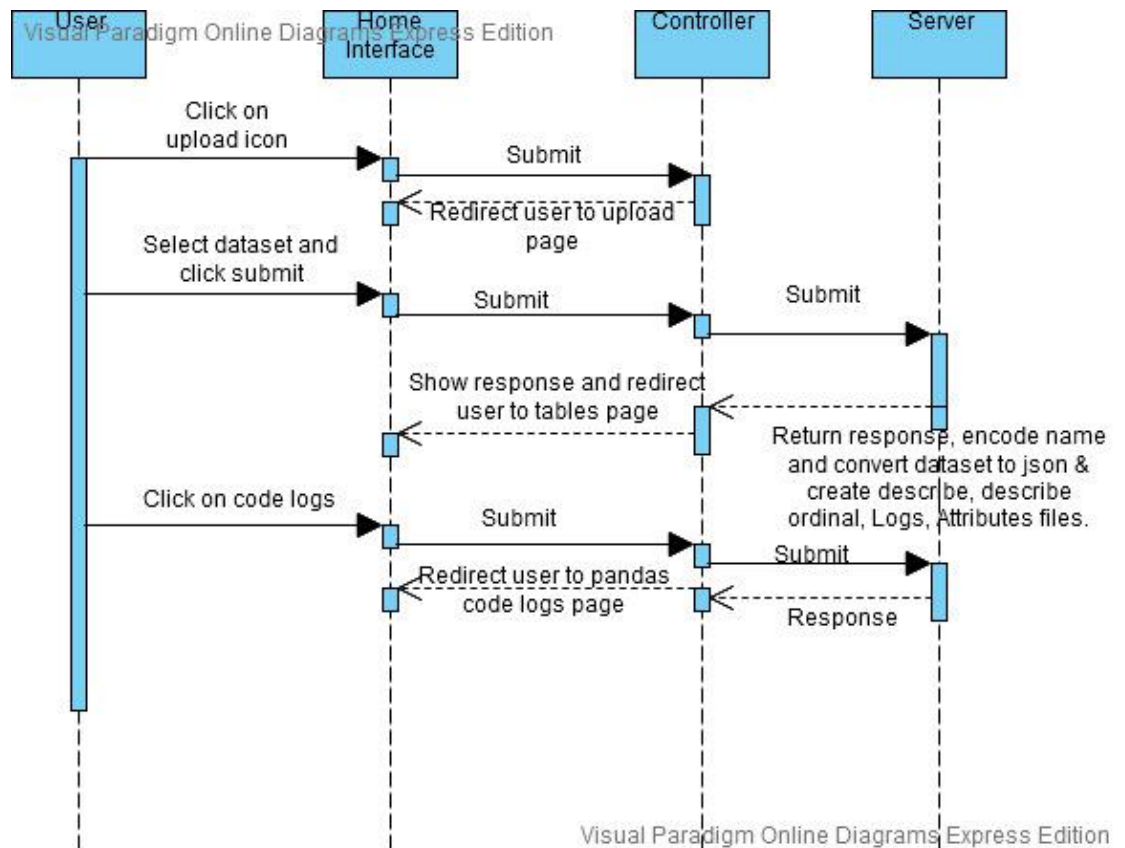 User
Home
Interface
Controller
Server
Visual Paradigm Online Diagrams Express Edition
Click on
upload icon
Submit
Redirect user to upload
page
Select dataset and
click submit
Submit
Submit
Show response and redirect
user to tables page
Return response, encode name
and convert dataset to json &
create describe, describe
ordinal, Logs, Attributes files.
Click on code logs
Submit
Submit
Redirect user to pandas
code logs page
Response
Visual Paradigm Online Diagrams Express Edition